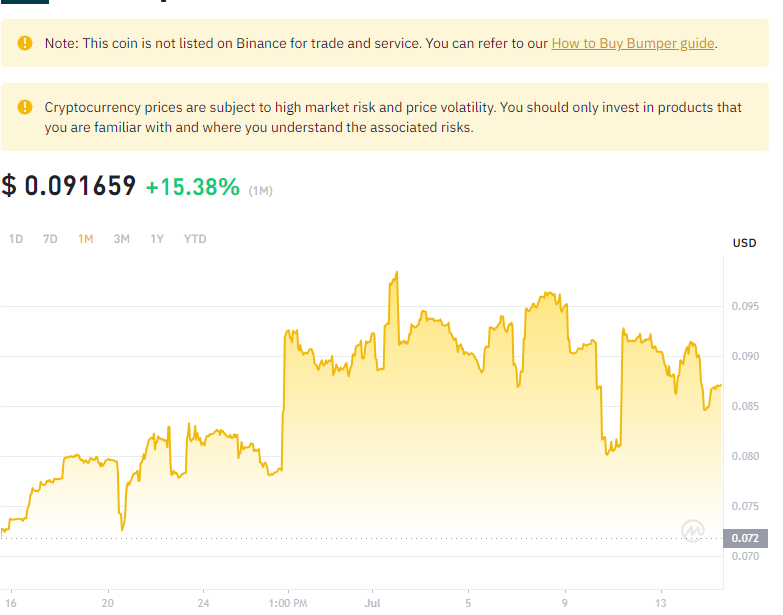 Note: This coin is not listed on Binance for trade and service. You can refer to our How to Buy Bumper guide.
Cryptocurrency prices are subject to high market risk and price volatility. You should only invest in products that
you are familiar with and where you understand the associated risks.
$ 0.091659 +15.38% (1M)
1D 7D 1M 3M 1Y YTD
USD
0.095
0.090
0.085
0.080
0.075
0.072
0.070
16 20 24 1:00 PM Jul 5 9 13